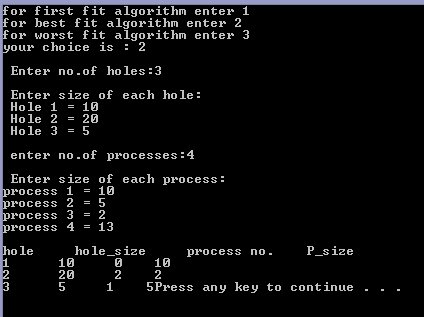 for first fit algorithm enter 1
for best fit algorithm enter 2
for worst fit algorithm enter 3
your choice is : 2
Enter no.of holes:3
Enter size of each hole:
Hole 1 = 10
Hole 2 = 20
Hole 3 = 5
enter no.of processes:4
Enter size of each process:
process 1 = 10
process 2 = 5
process 3 = 2
process 4 = 13
hole hole_size process no. P_size
1 10 0 10
2 20 2 2
3 5 1 5Press any key to continue . . .